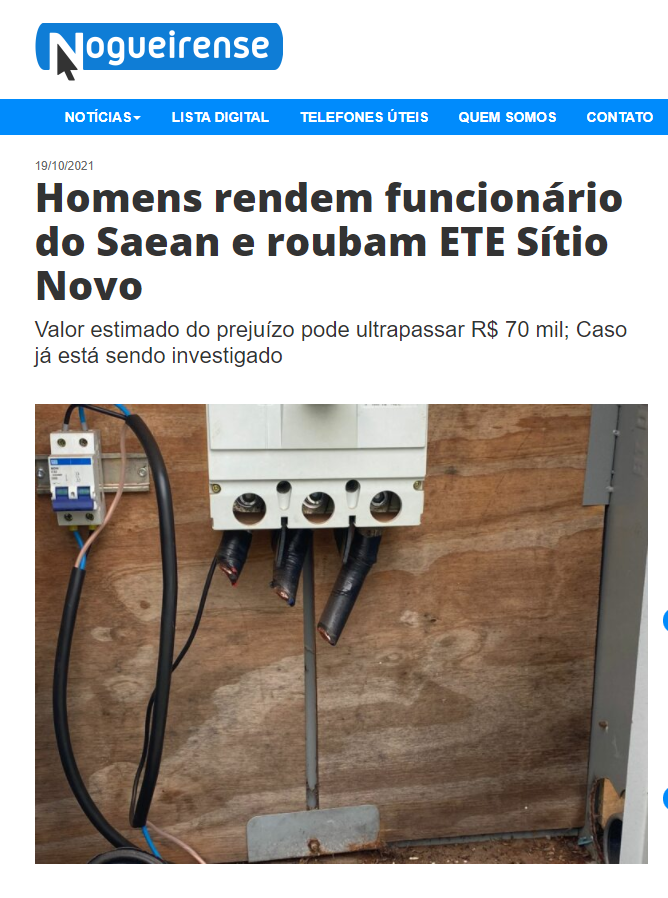 Nogueirense
NOTÍCIAS LISTA DIGITAL TELEFONES ÚTEIS QUEM SOMOS CONTATO
19/10/2021
Homens rendem funcionário
do Saean e roubam ETE Sítio
Novo
Valor estimado do prejuízo pode ultrapassar R$ 70 mil; Caso
já está sendo investigado